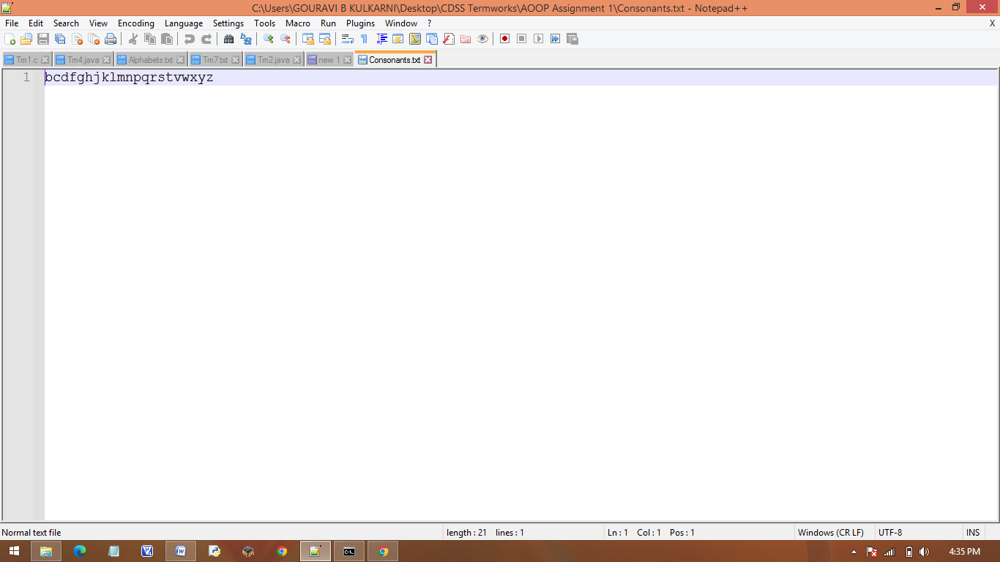 C:\Users\GOURAVI B KULKARNI\Desktop\CDSS Termworks\AOOP Assignment 1\Consonants.txt - Notepad++
File Edit Search View Encoding Language Settings Tools Macro Run Plugins Window ? X
Tm1.c Tm4.java Alphabets.txt Tm7.txt Tm2.java new 1 Consonants.txt
1 bcdfghjklmnpqrstvwxyz
Normal text file length : 21 lines : 1 Ln : 1 Col : 1 Pos : 1 Windows (CR LF) UTF-8 INS
4:35 PM